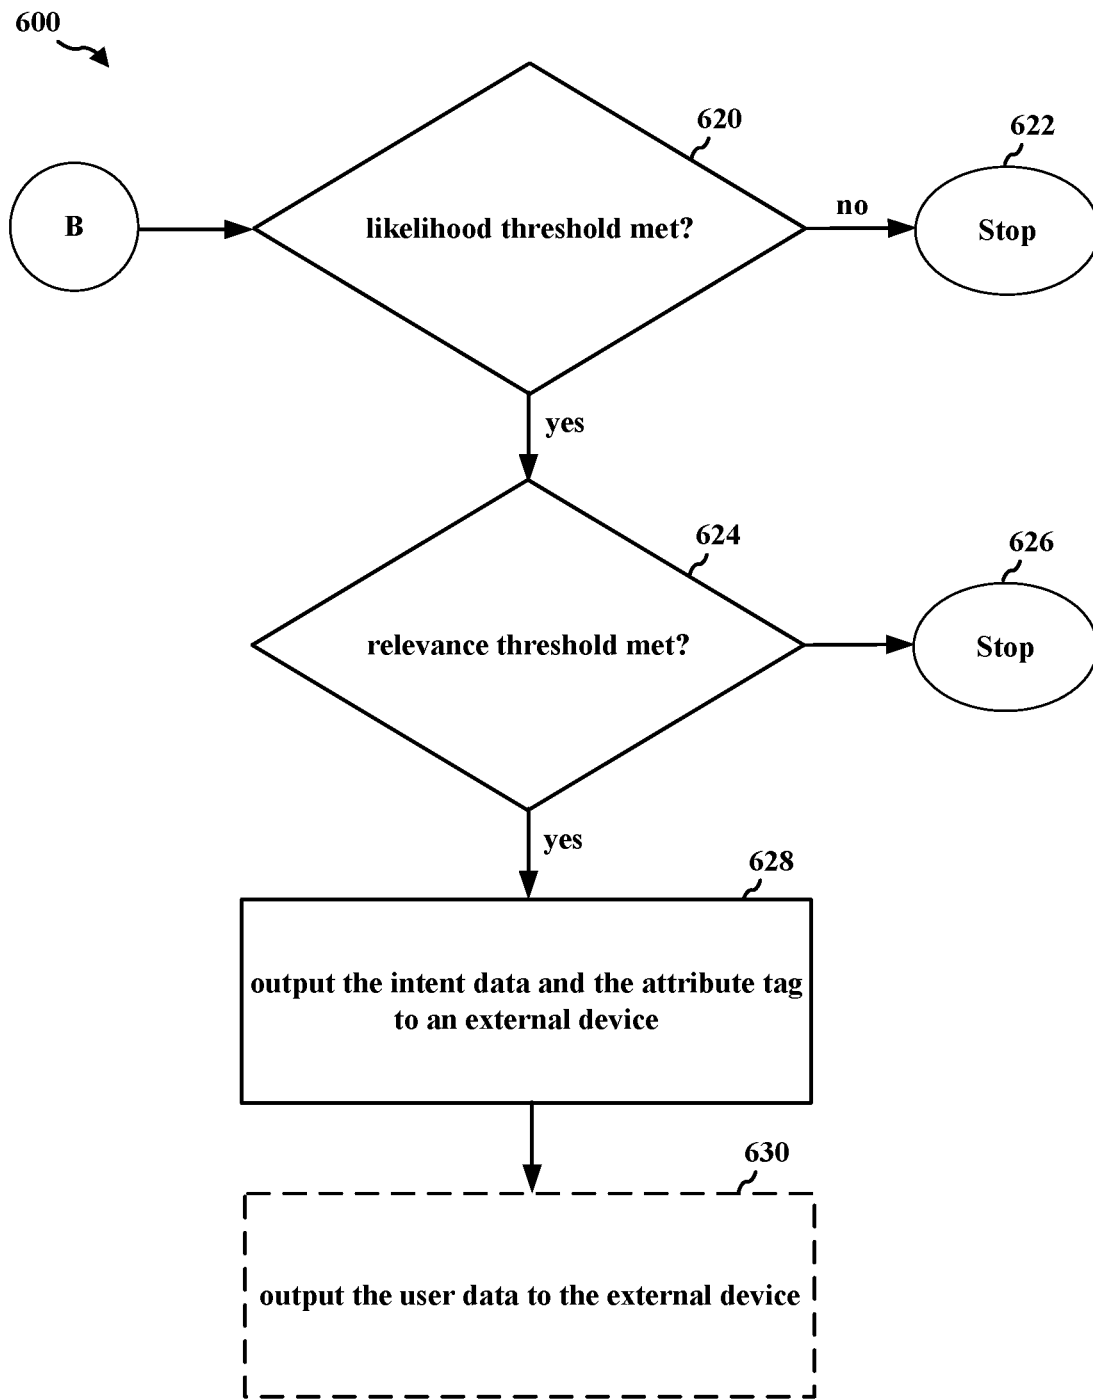 600
620
622
B
likelihood threshold met?
no
Stop
yes
624
626
relevance threshold met?
Stop
yes
628
output the intent data and the attribute tag
to an external device
630
output the user data to the external device